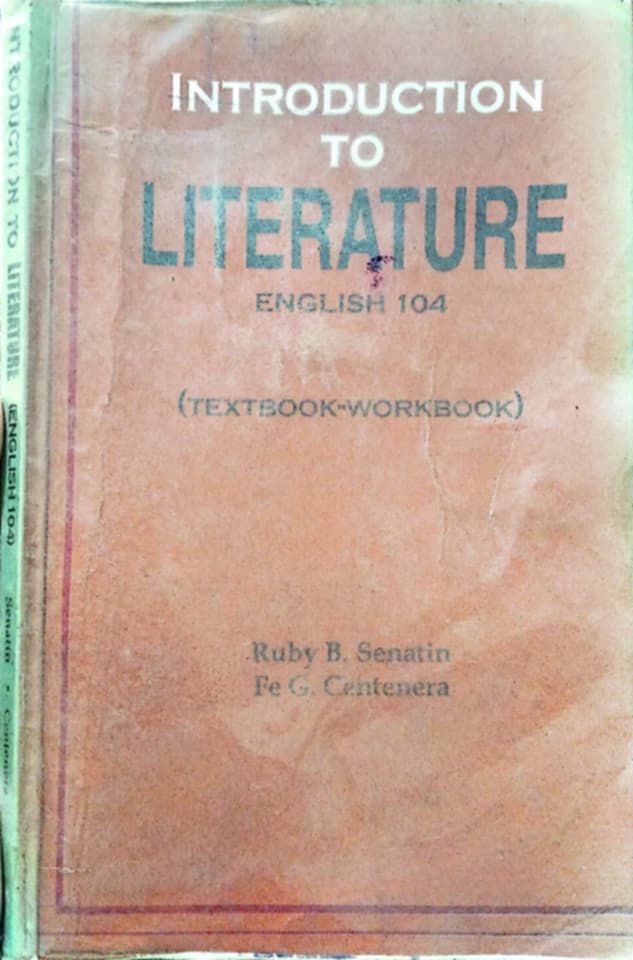 INTRODUCTION
TO
LITERATURE
ENGLISH 104
(TEXTBOOK-WORKBOOK)
Ruby B. Senatin
Fe G. Centenera
INTRODUCTION TO LITERATURE (ENGLISH 104) Senatin • Centenera